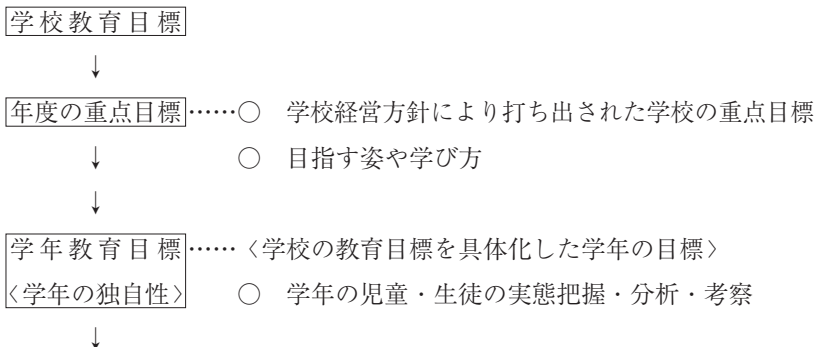 学校教育目標
↓
年度の重点目標……○　学校経営方針により打ち出された学校の重点目標
↓　○　目指す姿や学び方
↓
学年教育目標……〈学校の教育目標を具体化した学年の目標〉
〈学年の独自性〉　○　学年の児童・生徒の実態把握・分析・考察
↓